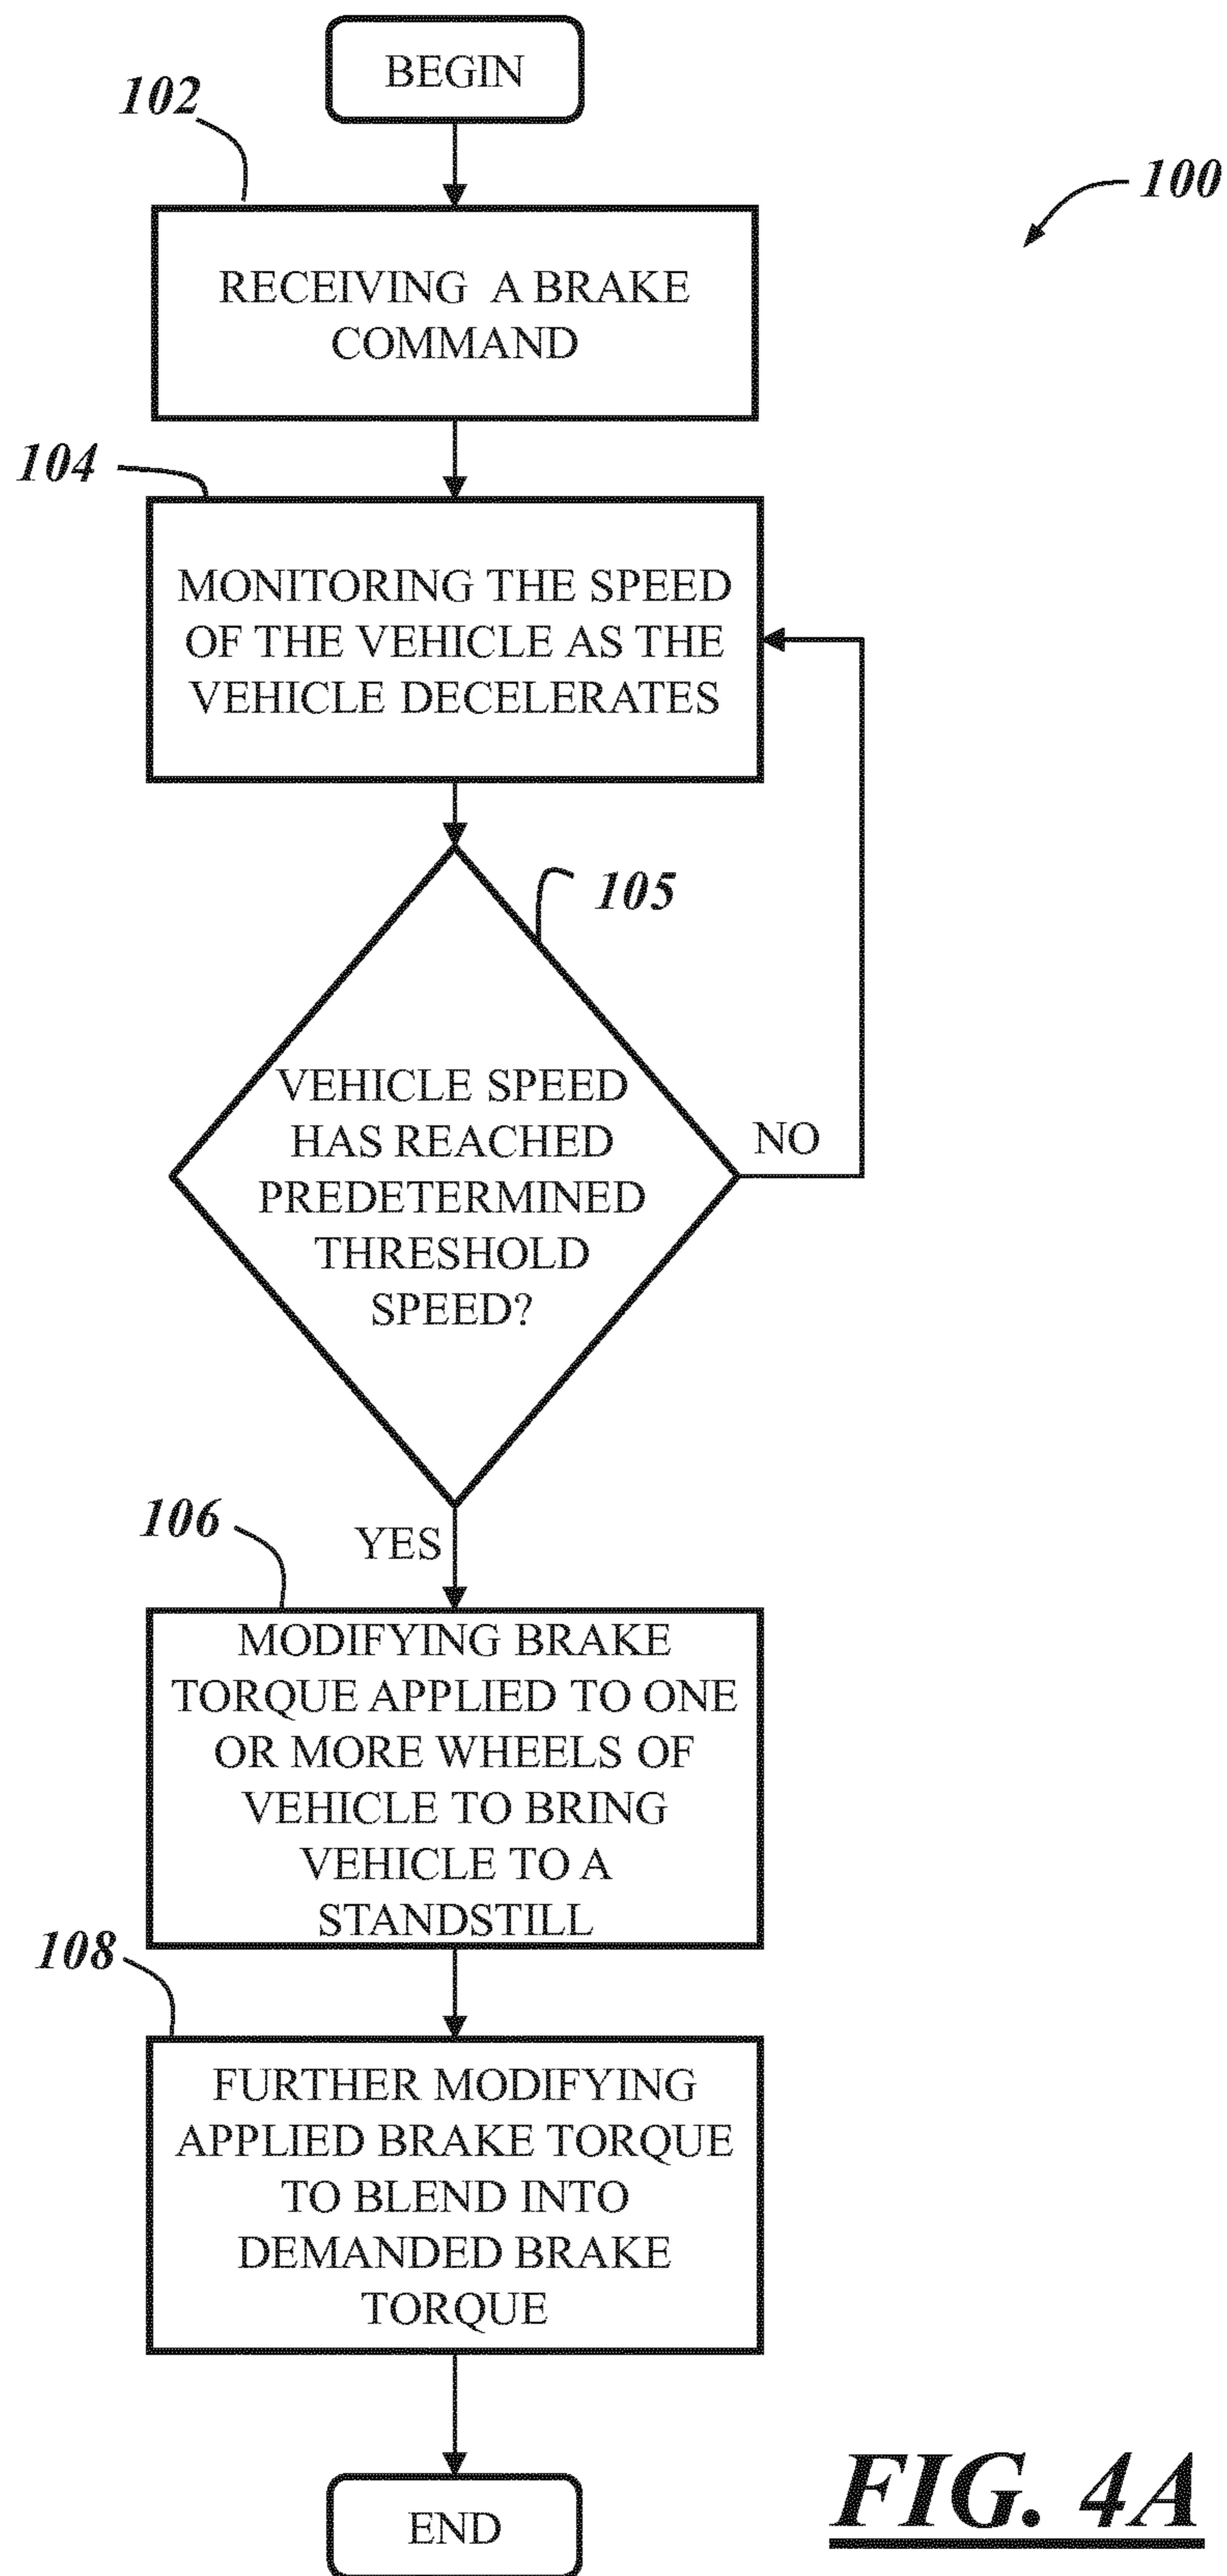 BEGIN
102
100
RECEIVING A BRAKE
COMMAND
104
MONITORING THE SPEED
OF THE VEHICLE AS THE
VEHICLE DECELERATES
105
VEHICLE SPEED
HAS REACHED
PREDETERMINED
THRESHOLD
SPEED?
NO
YES
106
MODIFYING BRAKE
TORQUE APPLIED TO ONE
OR MORE WHEELS OF
VEHICLE TO BRING
VEHICLE TO A
STANDSTILL
108
FURTHER MODIFYING
APPLIED BRAKE TORQUE
TO BLEND INTO
DEMANDED BRAKE
TORQUE
END
FIG. 4A